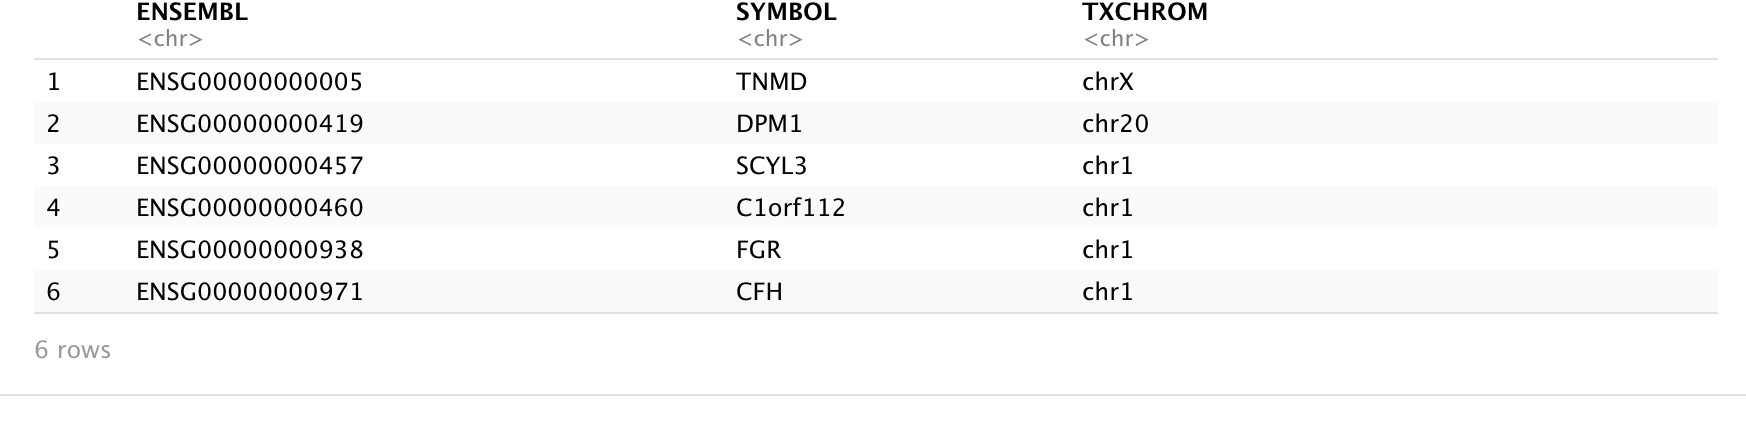 ENSEMBL SYMBOL TXCHROM
<chr> <chr> <chr>
1 ENSG00000000005 TNMD chrX
2 ENSG00000000419 DPM1 chr20
3 ENSG00000000457 SCYL3 chr1
4 ENSG00000000460 C1orf112 chr1
5 ENSG00000000938 FGR chr1
6 ENSG00000000971 CFH chr1
6 rows